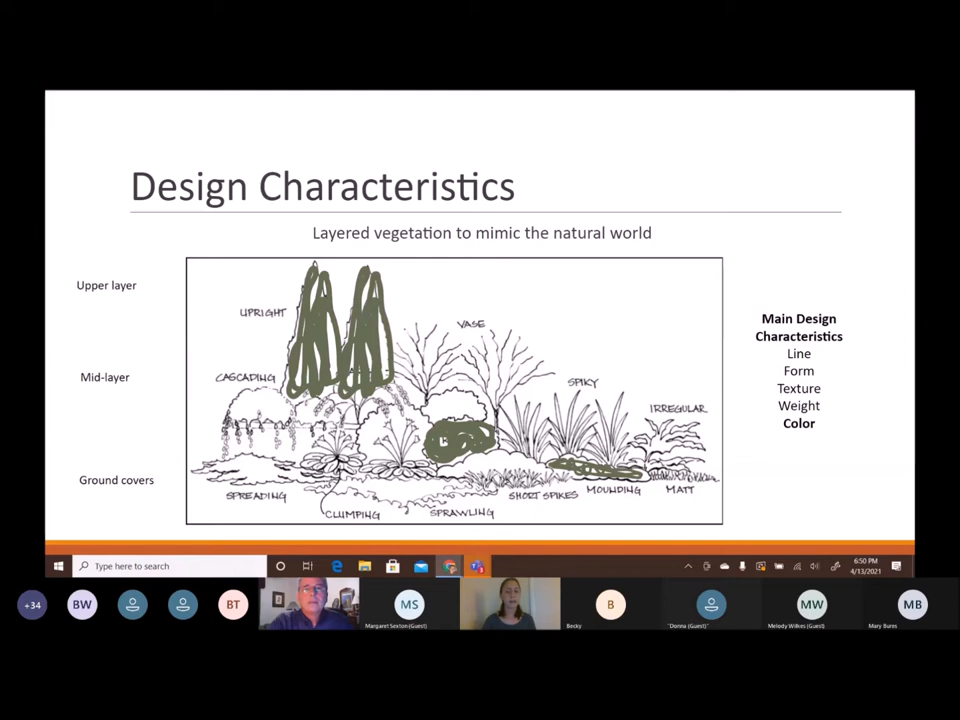 Design Characteristics
Layered vegetation to mimic the natural world
Upper layer
Mid-layer
Ground covers
UPRIGHT
VASE
CASCADING
SPIKY
IRREGULAR
SPREADING
CLUMPING
SPRAWLING
SHORT SPIKES
MOUNDING
MATT
Main Design
Characteristics
Line
Form
Texture
Weight
Color
Type here to search
6:50 PM
4/13/2021
+34
BW
BT
MS
Margaret Sexton (Guest)
B
Becky
"Donna (Guest)"
MW
Melody Wilkes (Guest)
MB
Mary Bures